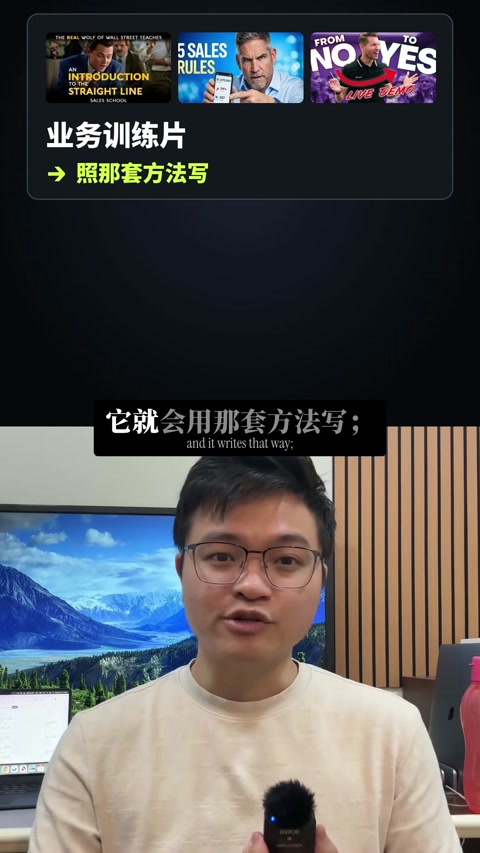 THE REAL WOLF OF WALL STREET TEACHES
AN
INTRODUCTION
TO THE
STRAIGHT LINE
SALES SCHOOL
5 SALES
RULES
FROM
TO
NO
YES
LIVE DEMO
业务训练片
→ 照那套方法写
它就会用那套方法写；
and it writes that way;